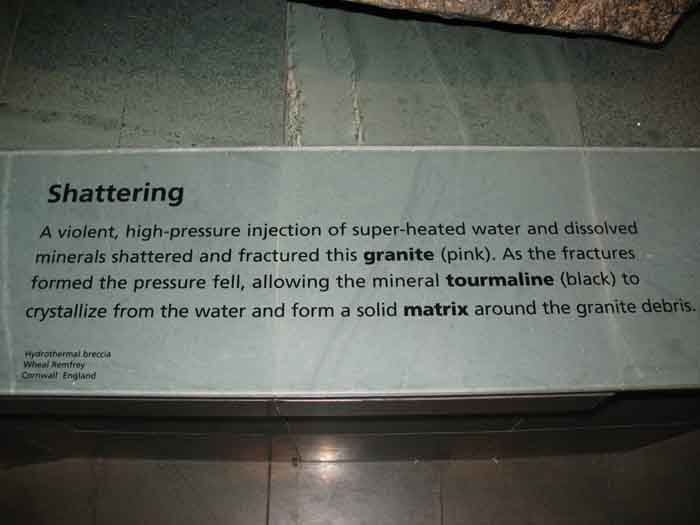 Shattering
A violent, high-pressure injection of super-heated water and dissolved
minerals shattered and fractured this granite (pink). As the fractures
formed the pressure fell, allowing the mineral tourmaline (black) to
crystallize from the water and form a solid matrix around the granite debris.
Hydrothermal breccia
Wheal Remfrey
Cornwall England